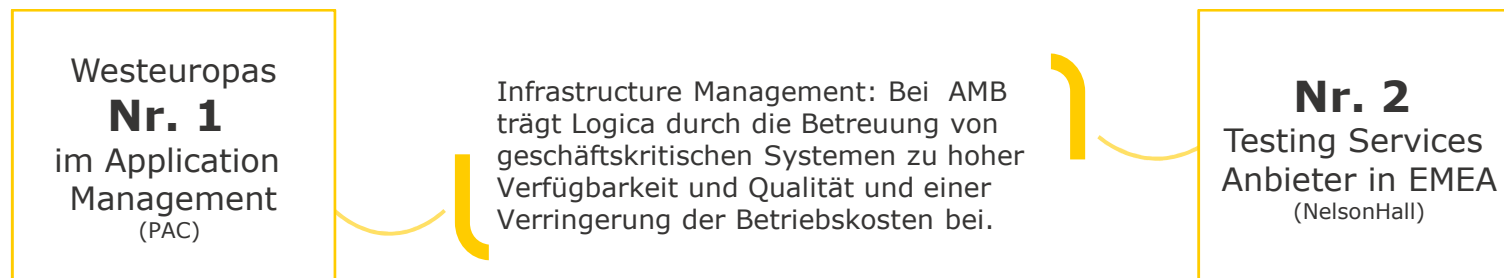 Westeuropas
Nr. 1
im Application
Management
(PAC)
Infrastructure Management: Bei AMB
trägt Logica durch die Betreuung von
geschäftskritischen Systemen zu hoher
Verfügbarkeit und Qualität und einer
Verringerung der Betriebskosten bei.
Nr. 2
Testing Services
Anbieter in EMEA
(NelsonHall)